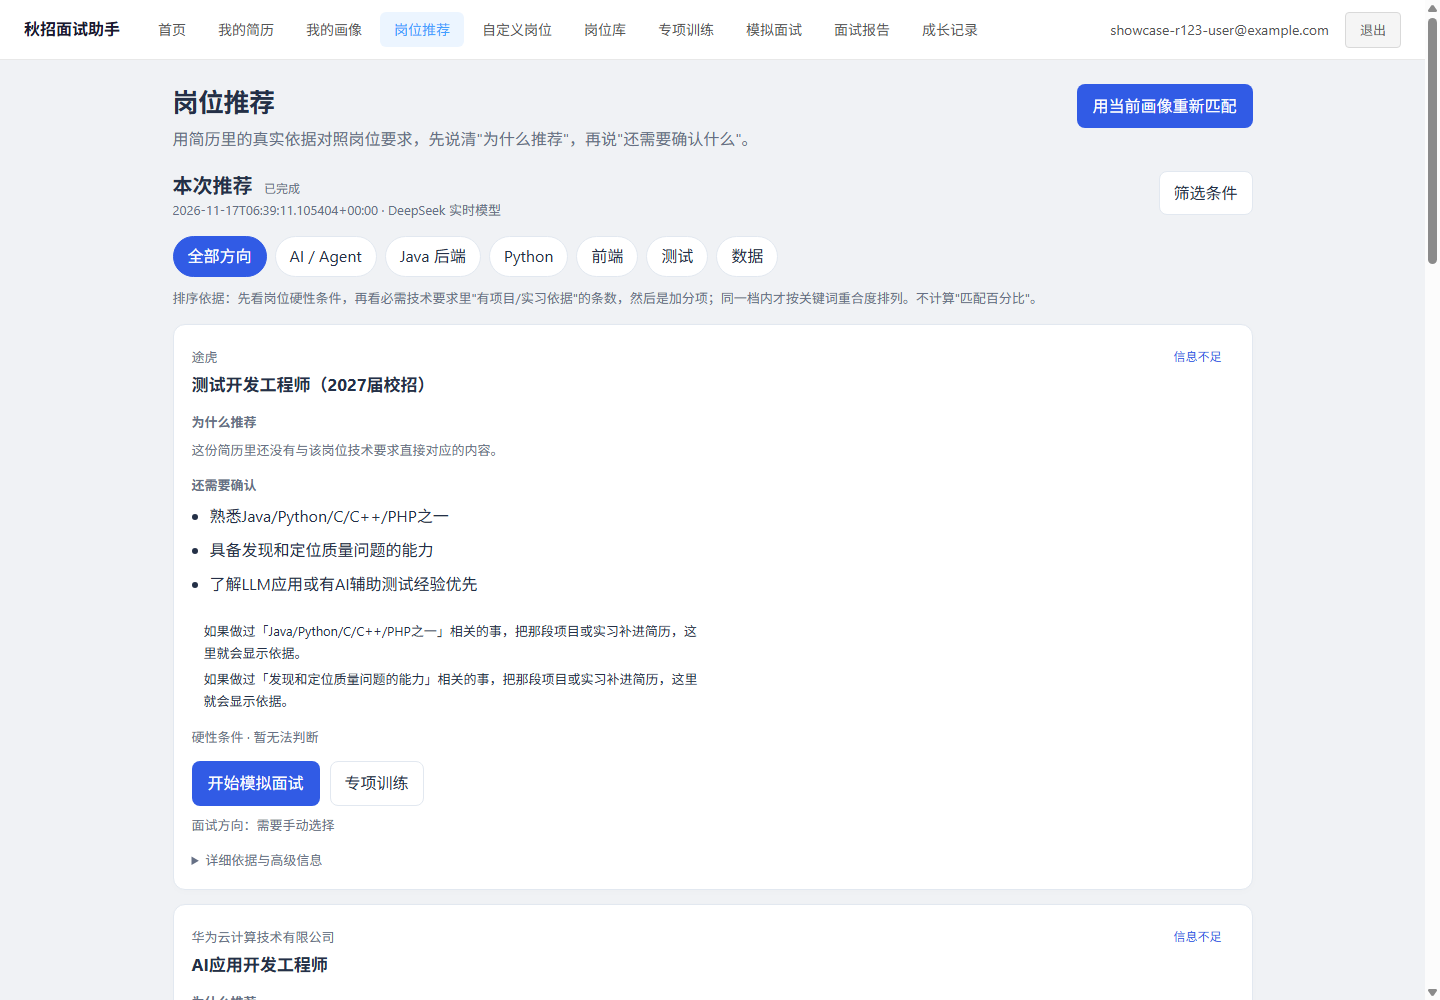 秋招面试助手 首页 我的简历 我的画像 岗位推荐 自定义岗位 岗位库 专项训练 模拟面试 面试报告 成长记录 showcase-r123-user@example.com 退出
岗位推荐
用当前画像重新匹配
用简历里的真实依据对照岗位要求，先说清"为什么推荐"，再说"还需要确认什么"。
本次推荐 已完成
筛选条件
2026-11-17T06:39:11.105404+00:00 · DeepSeek 实时模型
全部方向 AI / Agent Java 后端 Python 前端 测试 数据
排序依据：先看岗位硬性条件，再看必需技术要求里"有项目/实习依据"的条数，然后是加分项；同一档内才按关键词重合度排列。不计算"匹配百分比"。
途虎 信息不足
测试开发工程师（2027届校招）
为什么推荐
这份简历里还没有与该岗位技术要求直接对应的内容。
还需要确认
熟悉Java/Python/C/C++/PHP之一
具备发现和定位质量问题的能力
了解LLM应用或有AI辅助测试经验优先
如果做过「Java/Python/C/C++/PHP之一」相关的事，把那段项目或实习补进简历，这
里就会显示依据。
如果做过「发现和定位质量问题的能力」相关的事，把那段项目或实习补进简历，这里
就会显示依据。
硬性条件 · 暂无法判断
开始模拟面试 专项训练
面试方向：需要手动选择
详细依据与高级信息
华为云计算技术有限公司 信息不足
AI应用开发工程师